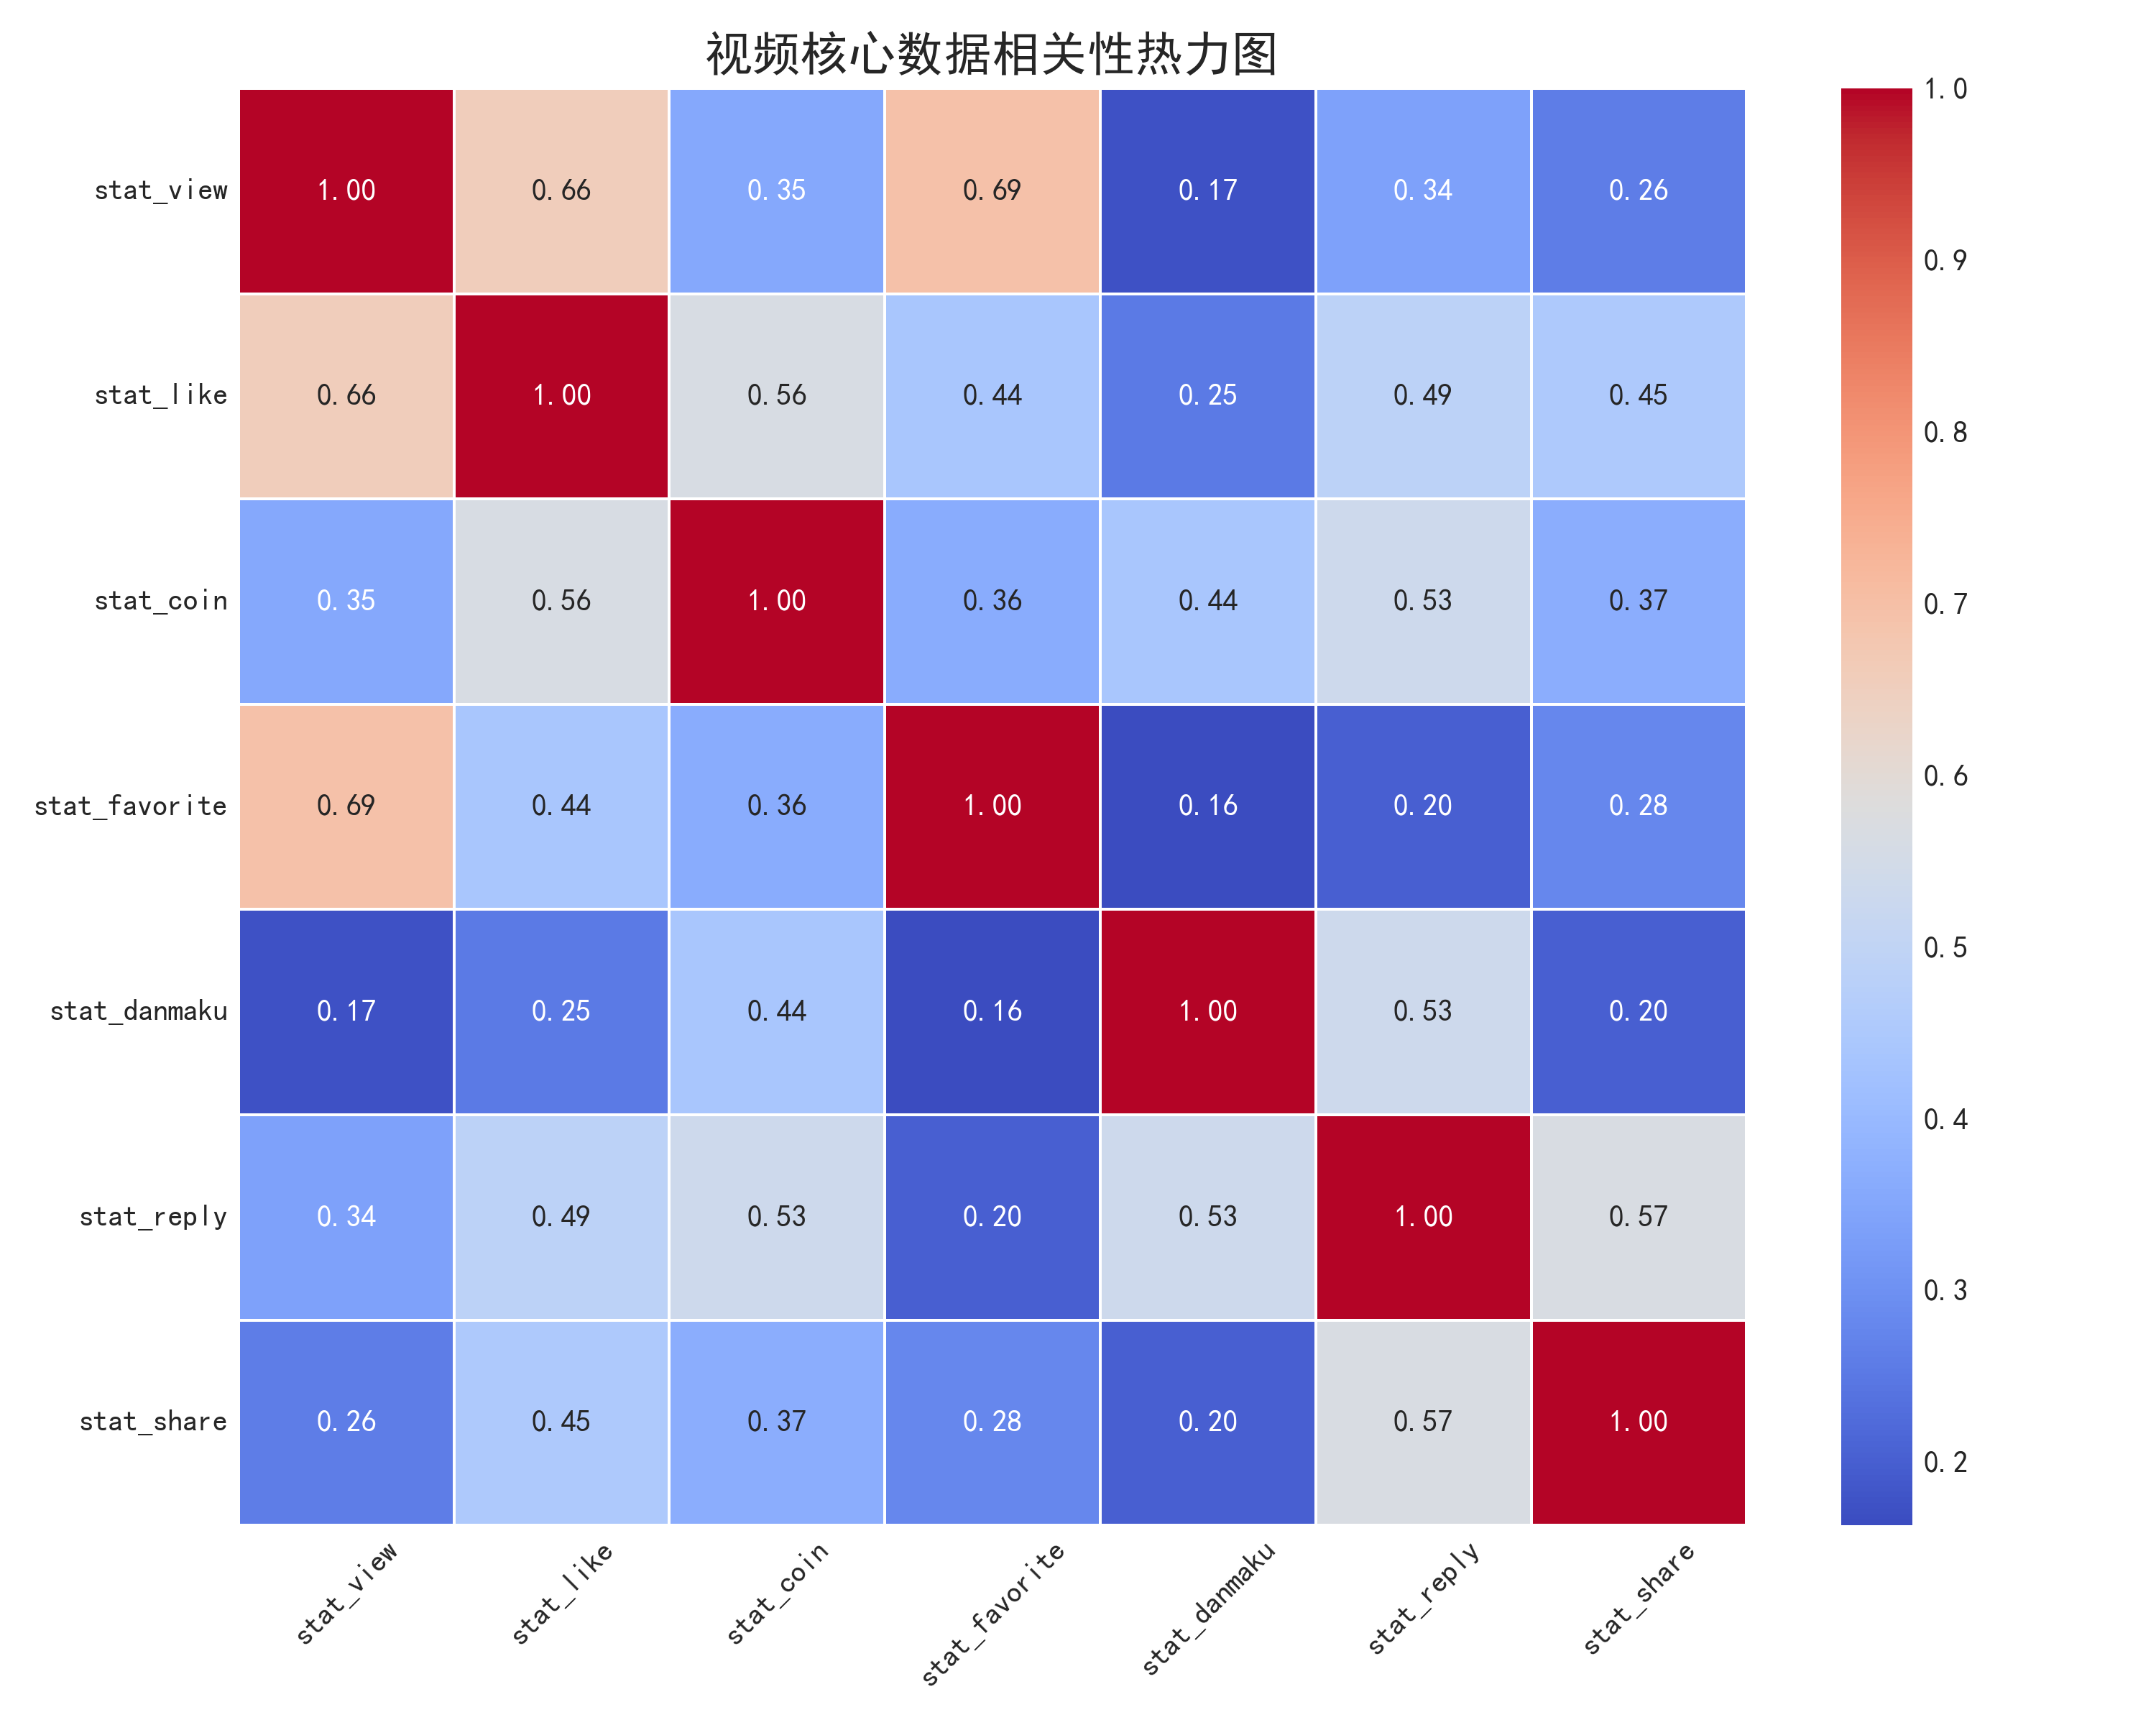 视频核心数据相关性热力图
stat_view 1.00 0.66 0.35 0.69 0.17 0.34 0.26
stat_like 0.66 1.00 0.56 0.44 0.25 0.49 0.45
stat_coin 0.35 0.56 1.00 0.36 0.44 0.53 0.37
stat_favorite 0.69 0.44 0.36 1.00 0.16 0.20 0.28
stat_danmaku 0.17 0.25 0.44 0.16 1.00 0.53 0.20
stat_reply 0.34 0.49 0.53 0.20 0.53 1.00 0.57
stat_share 0.26 0.45 0.37 0.28 0.20 0.57 1.00
stat_view stat_like stat_coin stat_favorite stat_danmaku stat_reply stat_share
1.0
0.9
0.8
0.7
0.6
0.5
0.4
0.3
0.2